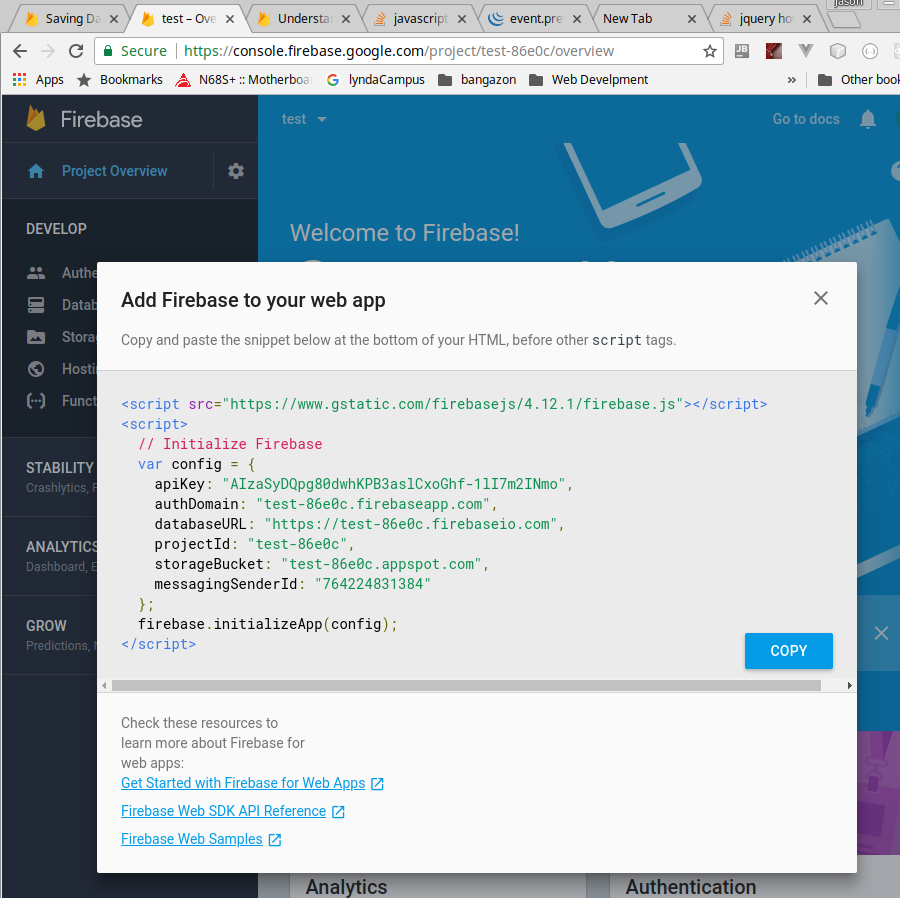 jason
Saving Da
test – Ove
Understa
javascript
event.pre
New Tab
jquery ho
Secure
https://console.firebase.google.com/project/test-86e0c/overview
Apps
Bookmarks
N68S+ :: Motherboa
lyndaCampus
bangazon
Web Develpment
»
Other book
Firebase
test
Go to docs
Project Overview
Welcome to Firebase!
DEVELOP
Authe
Datab
Stora
Hosti
Funct
STABILITY
Crashlytics, F
ANALYTICS
Dashboard, E
GROW
Predictions, N
Add Firebase to your web app
Copy and paste the snippet below at the bottom of your HTML, before other script tags.
<script src="https://www.gstatic.com/firebasejs/4.12.1/firebase.js"></script>
<script>
// Initialize Firebase
var config = {
apiKey: "AIzaSyDQpg80dwhKPB3aslCxoGhf-1lI7m2INmo",
authDomain: "test-86e0c.firebaseapp.com",
databaseURL: "https://test-86e0c.firebaseio.com",
projectId: "test-86e0c",
storageBucket: "test-86e0c.appspot.com",
messagingSenderId: "764224831384"
};
firebase.initializeApp(config);
</script>
COPY
Check these resources to
learn more about Firebase for
web apps:
Get Started with Firebase for Web Apps
Firebase Web SDK API Reference
Firebase Web Samples
Analytics
Authentication